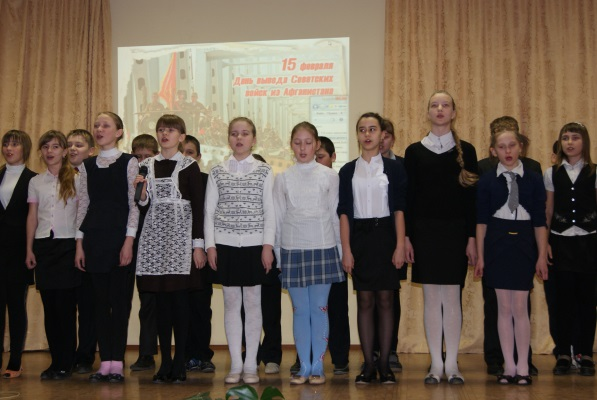 15 февраля
День вывода Советских
войск из Афганистана